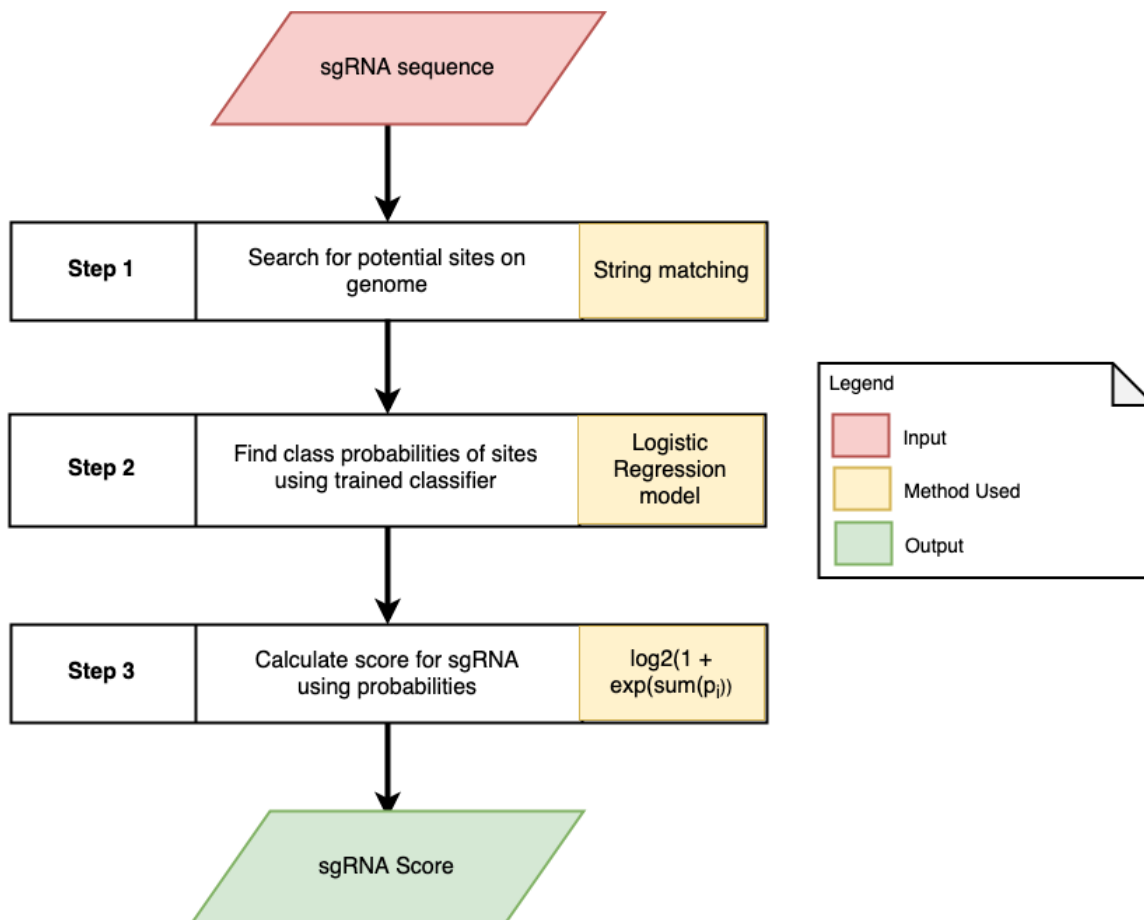 sgRNA sequence
Step 1
Search for potential sites on
genome
String matching
Step 2
Find class probabilities of sites
using trained classifier
Logistic
Regression
model
Step 3
Calculate score for sgRNA
using probabilities
log2(1 +
exp(sum(pᵢ))
sgRNA Score
Legend
Input
Method Used
Output